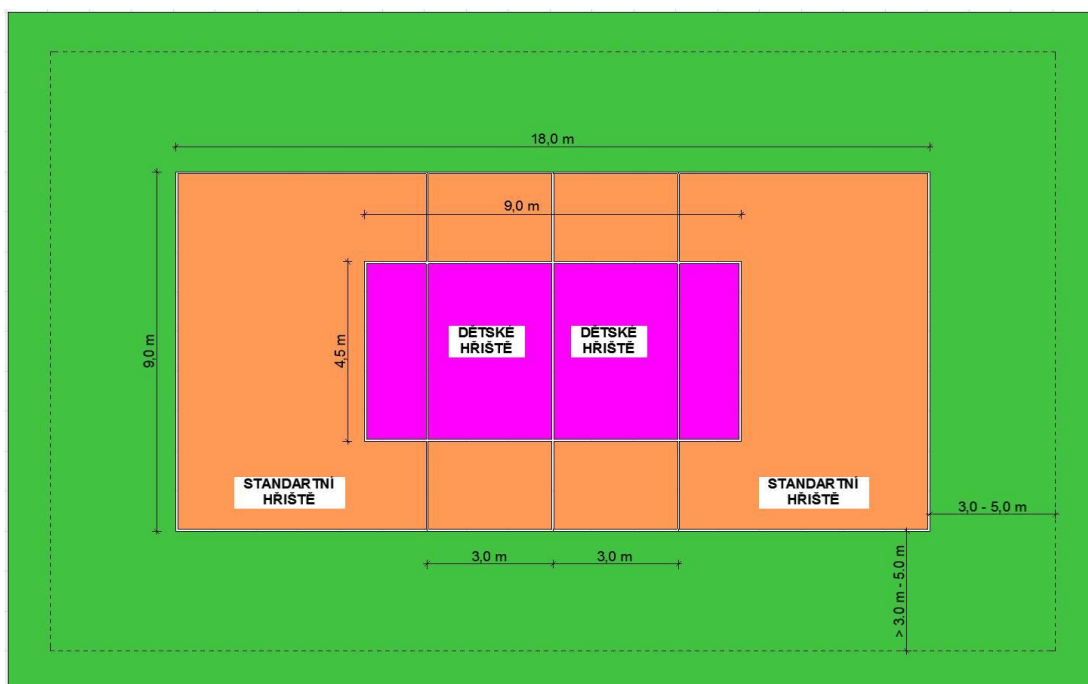 18,0 m
9,0 m
9,0 m
4,5 m
DĚTSKÉ
HŘIŠTĚ
DĚTSKÉ
HŘIŠTĚ
STANDARTNÍ
HŘIŠTĚ
STANDARTNÍ
HŘIŠTĚ
3,0 - 5,0 m
3,0 m
3,0 m
> 3.0 m - 5.0 m